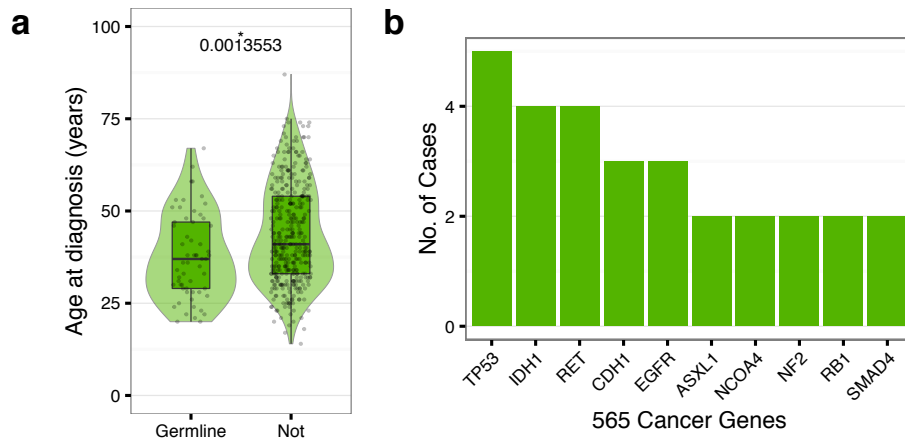 a
Age at diagnosis (years)
100
75
50
25
0
*
0.0013553
Germline
Not
b
No. of Cases
4
2
0
TP53
IDH1
RET
CDH1
EGFR
ASXL1
NCOA4
NF2
RB1
SMAD4
565 Cancer Genes